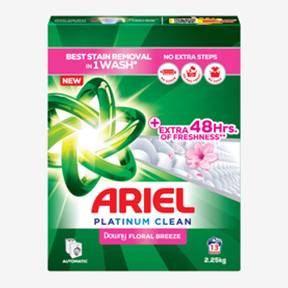 BEST STAIN REMOVAL
IN 1 WASH*
NO EXTRA STEPS
NEW
+EXTRA 48Hrs.
OF FRESHNESS**
ARIEL
PLATINUM CLEAN
Downy FLORAL BREEZE
AUTOMATIC
13
2.25kg